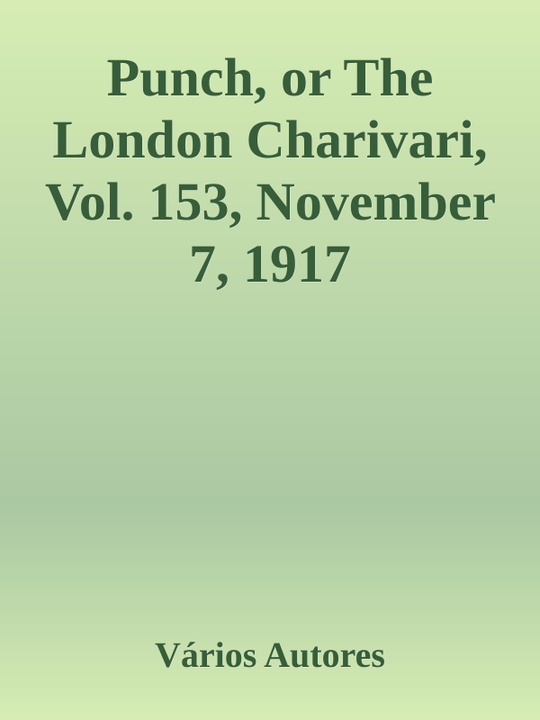 Punch, or The
London Charivari,
Vol. 153, November
7, 1917
Vários Autores